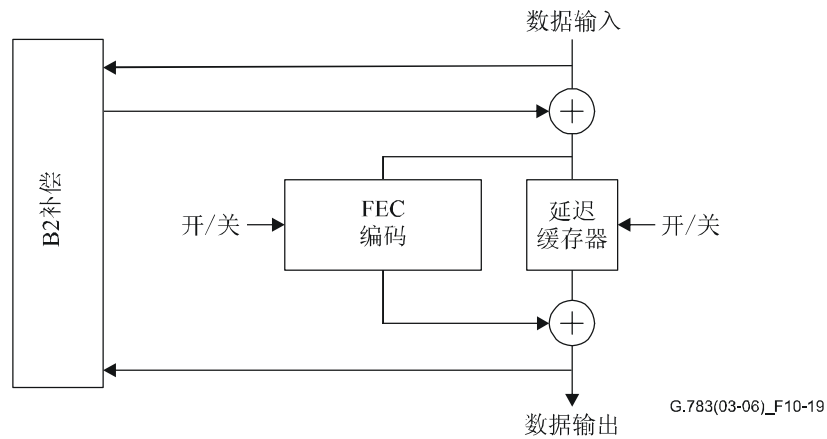 数据输入
B2补偿
开/关
FEC
编码
延迟
缓存器
开/关
数据输出
G.783(03-06)_F10-19